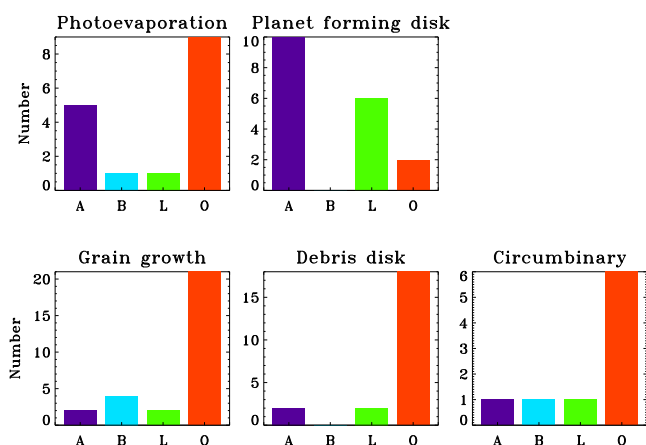 Photoevaporation
Number
8
6
4
2
0
A B L O
Planet forming disk
10
8
6
4
2
0
A B L O
Grain growth
Number
20
15
10
5
0
A B L O
Debris disk
15
10
5
0
A B L O
Circumbinary
6
5
4
3
2
1
0
A B L O